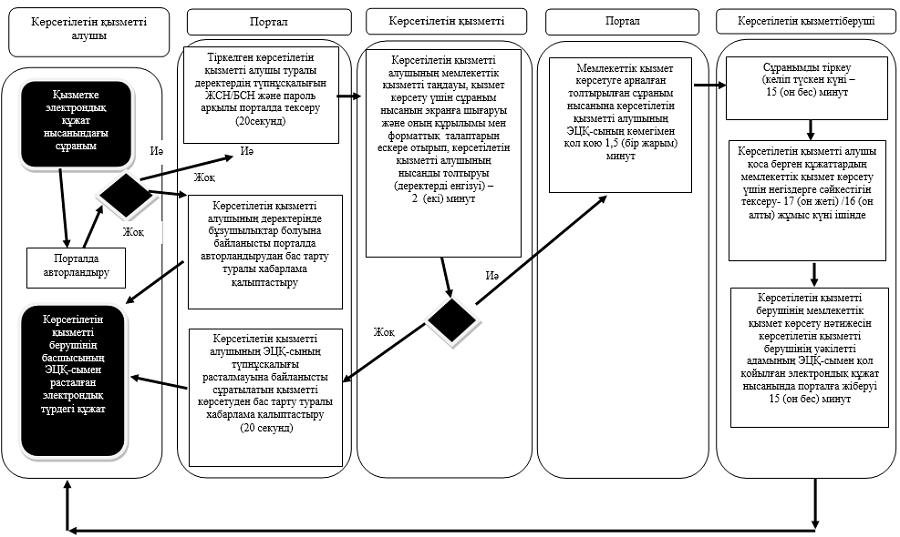 Көрсетілетін қызметті
алушы
Портал
Көрсетілетін қызметті
Портал
Көрсетілетін қызметтіберуші
Қызметке
электрондық
құжат
нысанындағы
сұраным
Иә
Жоқ
Порталда
авторландыру
Көрсетілетін
қызметті
берушінің
басшысының
ЭЦҚ-сымен
расталған
электрондық
түрдегі құжат
Тіркелген көрсетілетін
қызметті алушы туралы
деректердің түпнұсқалығын
ЖСН/БСН және пароль
арқылы порталда тексеру
(20секунд)
Иә
Жоқ
Көрсетілетін қызметті
алушының деректерінде
бұзушылықтар болуына
байланысты порталда
авторландырудан бас тарту
туралы хабарлама
қалыптастыру
Көрсетілетін қызметті
алушының ЭЦҚ-сының
түпнұсқалығы
расталмауына байланысты
сұратылатын қызметті
көрсетуден бас тарту туралы
хабарлама қалыптастыру
(20 секунд)
Көрсетілетін қызметті
алушының мемлекеттік
қызметті таңдауы, қызмет
көрсету үшін сұраным
нысанын экранға шығаруы
және оның құрылымы мен
форматтық талаптарын
ескере отырып, көрсетілетін
қызметті алушының
нысанды толтыруы
(деректерді енгізуі) –
2 (екі) минут
Иә
Жоқ
Мемлекеттік қызмет
көрсетуге арналған
толтырылған сұраным
нысанына көрсетілетін
қызметті алушының
ЭЦҚ-сының көмегімен
қол қою 1,5 (бір жарым)
минут
Сұранымды тіркеу
(келіп түскен күні –
15 (он бес) минут
Көрсетілетін қызметті алушы
қоса берген құжаттардың
мемлекеттік қызмет көрсету
үшін негіздерге сәйкестігін
тексеру- 17 (он жеті) /16 (он
алты) жұмыс күні ішінде
Көрсетілетін қызметті
берушінің мемлекеттік
қызмет көрсету нәтижесін
көрсетілетін қызметті
берушінің уәкілетті
адамының ЭЦҚ-сымен қол
қойылған электрондық құжат
нысанында порталға жіберуі
15 (он бес) минут